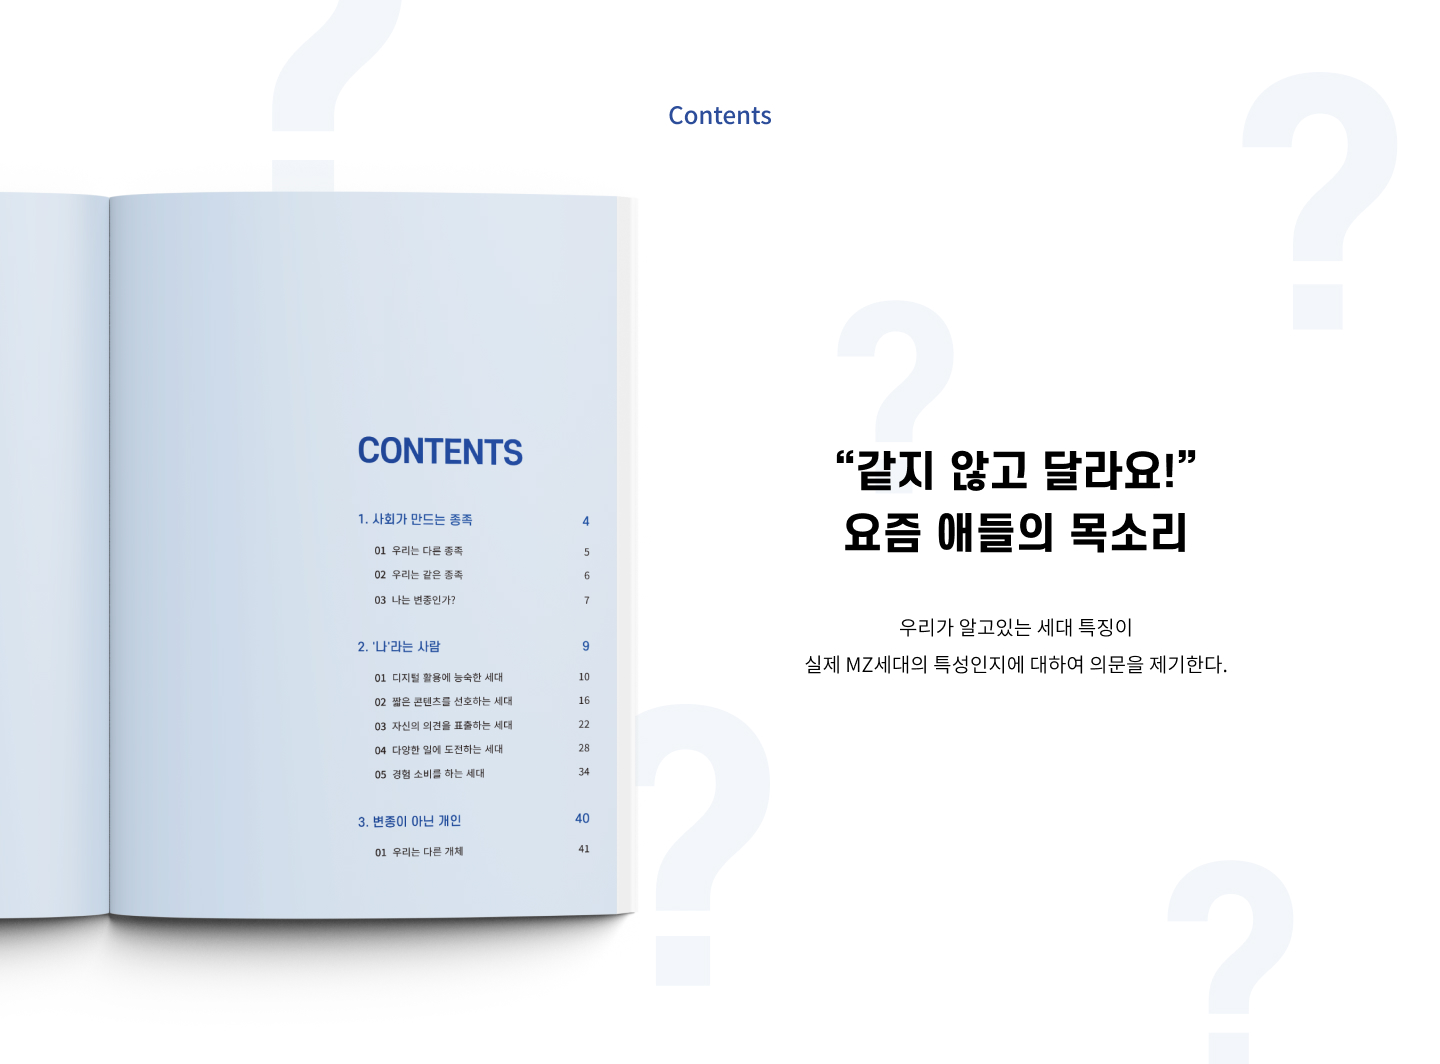 Contents
CONTENTS
1. 사회가 만드는 종족 4
01 우리는 다른 종족 5
02 우리는 같은 종족 6
03 나는 변종인가? 7
2. '나'라는 사람 9
01 디지털 활용에 능숙한 세대 10
02 짧은 콘텐츠를 선호하는 세대 16
03 자신의 의견을 표출하는 세대 22
04 다양한 일에 도전하는 세대 28
05 경험 소비를 하는 세대 34
3. 변종이 아닌 개인 40
01 우리는 다른 개체 41
“같지 않고 달라요!”
요즘 애들의 목소리
우리가 알고있는 세대 특징이
실제 MZ세대의 특성인지에 대하여 의문을 제기한다.